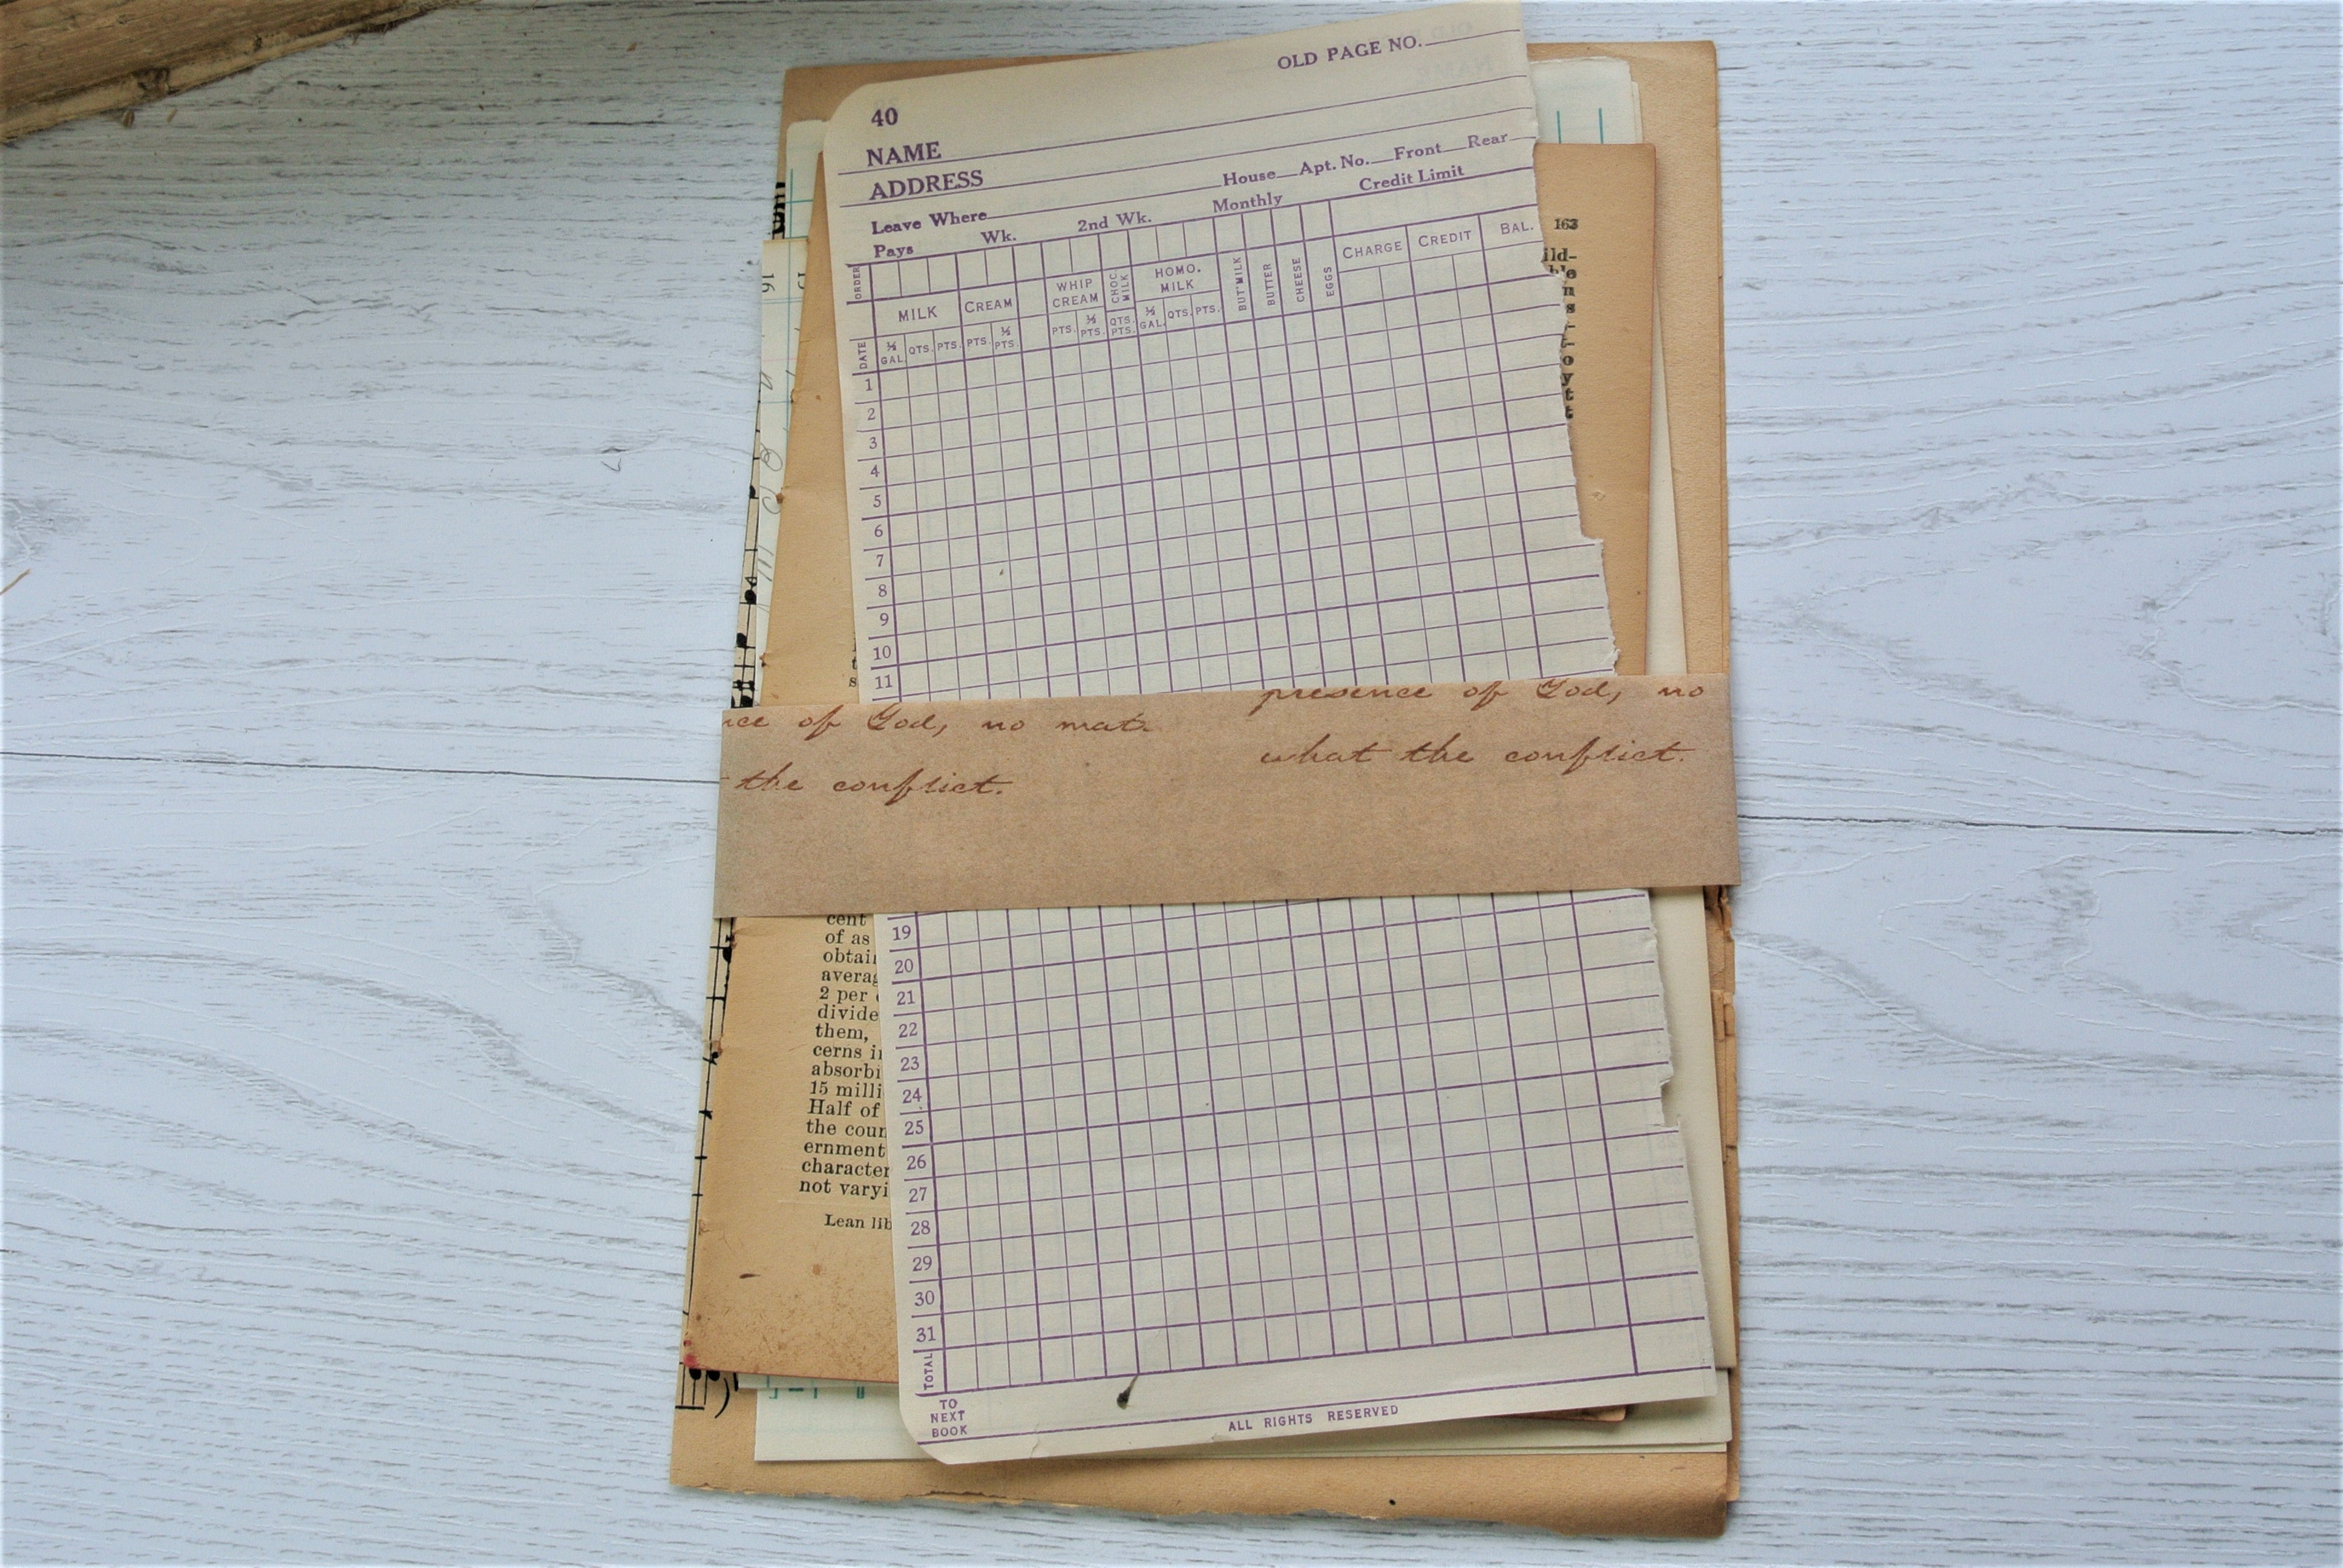 OLD PAGE NO.
40
NAME
ADDRESS
House Apt. No. Front Rear
Leave Where
Pays Wk. 2nd Wk. Monthly Credit Limit
ORDER
MILK CREAM WHIP CREAM CHOC MILK HOMO. MILK BUT'MILK BUTTER CHEESE EGGS CHARGE CREDIT BAL.
DATE ½ GAL. QTS. PTS. PTS. ½ PTS. PTS. ½ PTS. QTS. PTS. ½ GAL. QTS. PTS.
1
2
3
4
5
6
7
8
9
10
11
163
16
presence of God, no
what the conflict.
of God, no mat
the conflict.
19
20
21
22
23
24
25
26
27
28
29
30
31
TOTAL
TO
NEXT
BOOK
ALL RIGHTS RESERVED
cent
of as
obtai
averag
2 per
divide
them,
cerns i
absorbi
15 milli
Half of
the coun
ernment
character
not varyi
Lean lib